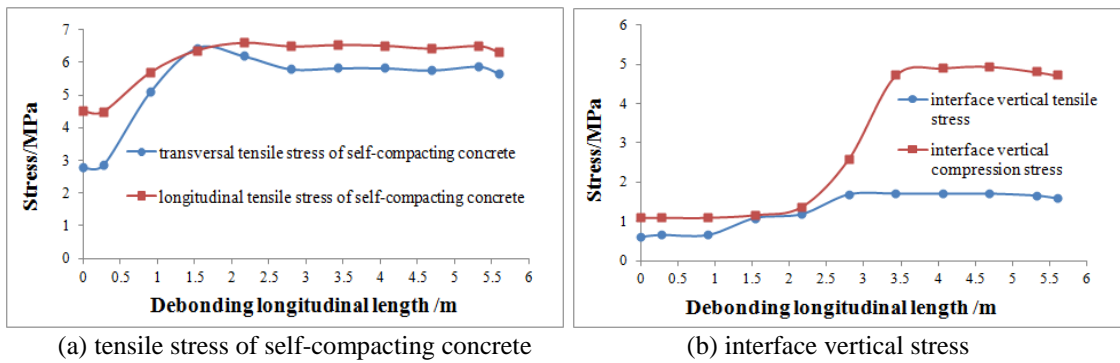 7
6
5
4
3
2
1
0
Stress/MPa
transversal tensile stress of self-compacting concrete
longitudinal tensile stress of self-compacting concrete
0 0.5 1 1.5 2 2.5 3 3.5 4 4.5 5 5.5 6
Debonding longitudinal length /m
(a) tensile stress of self-compacting concrete
6
5
4
3
2
1
0
Stress/MPa
interface vertical tensile
stress
interface vertical
compression stress
0 0.5 1 1.5 2 2.5 3 3.5 4 4.5 5 5.5 6
Debonding longitudinal length /m
(b) interface vertical stress